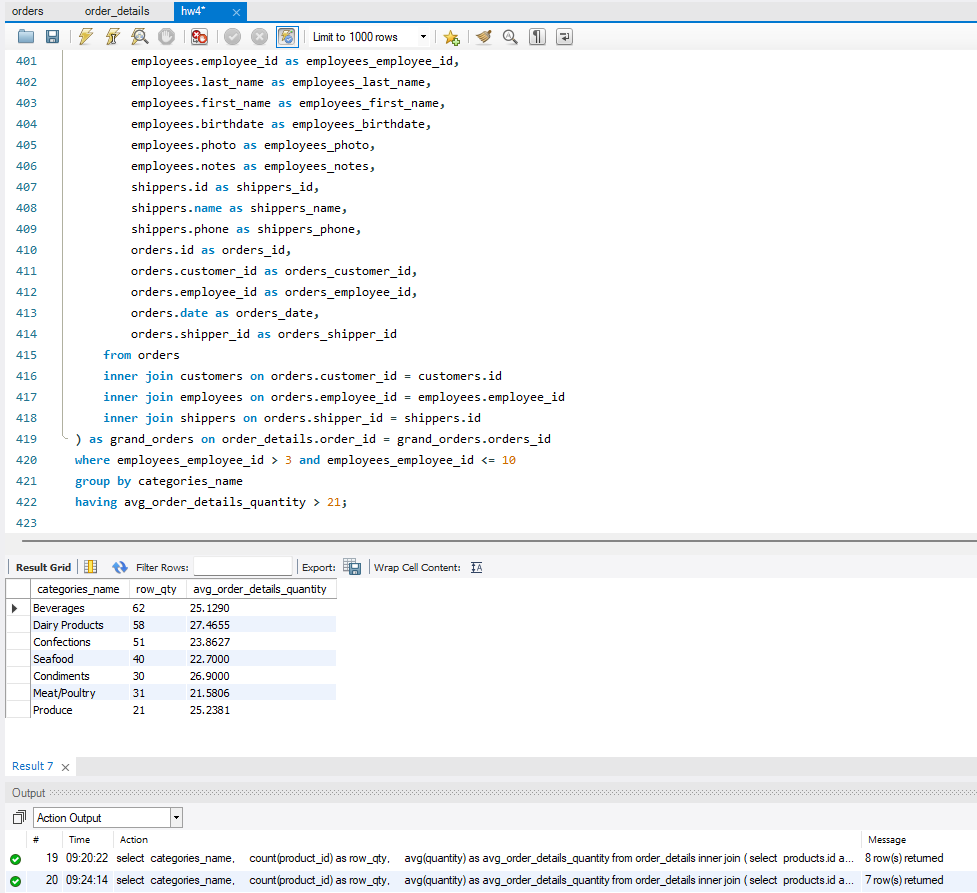 orders order_details hw4*
Limit to 1000 rows
401 employees.employee_id as employees_employee_id,
402 employees.last_name as employees_last_name,
403 employees.first_name as employees_first_name,
404 employees.birthdate as employees_birthdate,
405 employees.photo as employees_photo,
406 employees.notes as employees_notes,
407 shippers.id as shippers_id,
408 shippers.name as shippers_name,
409 shippers.phone as shippers_phone,
410 orders.id as orders_id,
411 orders.customer_id as orders_customer_id,
412 orders.employee_id as orders_employee_id,
413 orders.date as orders_date,
414 orders.shipper_id as orders_shipper_id
415 from orders
416 inner join customers on orders.customer_id = customers.id
417 inner join employees on orders.employee_id = employees.employee_id
418 inner join shippers on orders.shipper_id = shippers.id
419 ) as grand_orders on order_details.order_id = grand_orders.orders_id
420 where employees_employee_id > 3 and employees_employee_id <= 10
421 group by categories_name
422 having avg_order_details_quantity > 21;
423
Result Grid Filter Rows: Export: Wrap Cell Content:
categories_name row_qty avg_order_details_quantity
Beverages 62 25.1290
Dairy Products 58 27.4655
Confections 51 23.8627
Seafood 40 22.7000
Condiments 30 26.9000
Meat/Poultry 31 21.5806
Produce 21 25.2381
Result 7
Output
Action Output
# Time Action Message
19 09:20:22 select categories_name, count(product_id) as row_qty, avg(quantity) as avg_order_details_quantity from order_details inner join ( select products.id a... 8 row(s) returned
20 09:24:14 select categories_name, count(product_id) as row_qty, avg(quantity) as avg_order_details_quantity from order_details inner join ( select products.id a... 7 row(s) returned